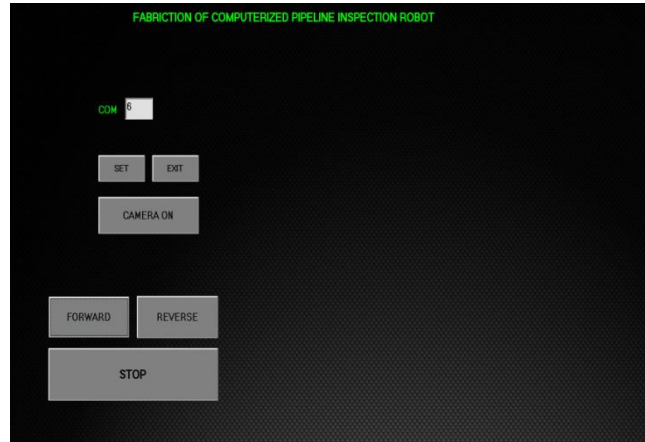 FABRICTION OF COMPUTERIZED PIPELINE INSPECTION ROBOT
COM 6
SET EXIT
CAMERA ON
FORWARD REVERSE
STOP